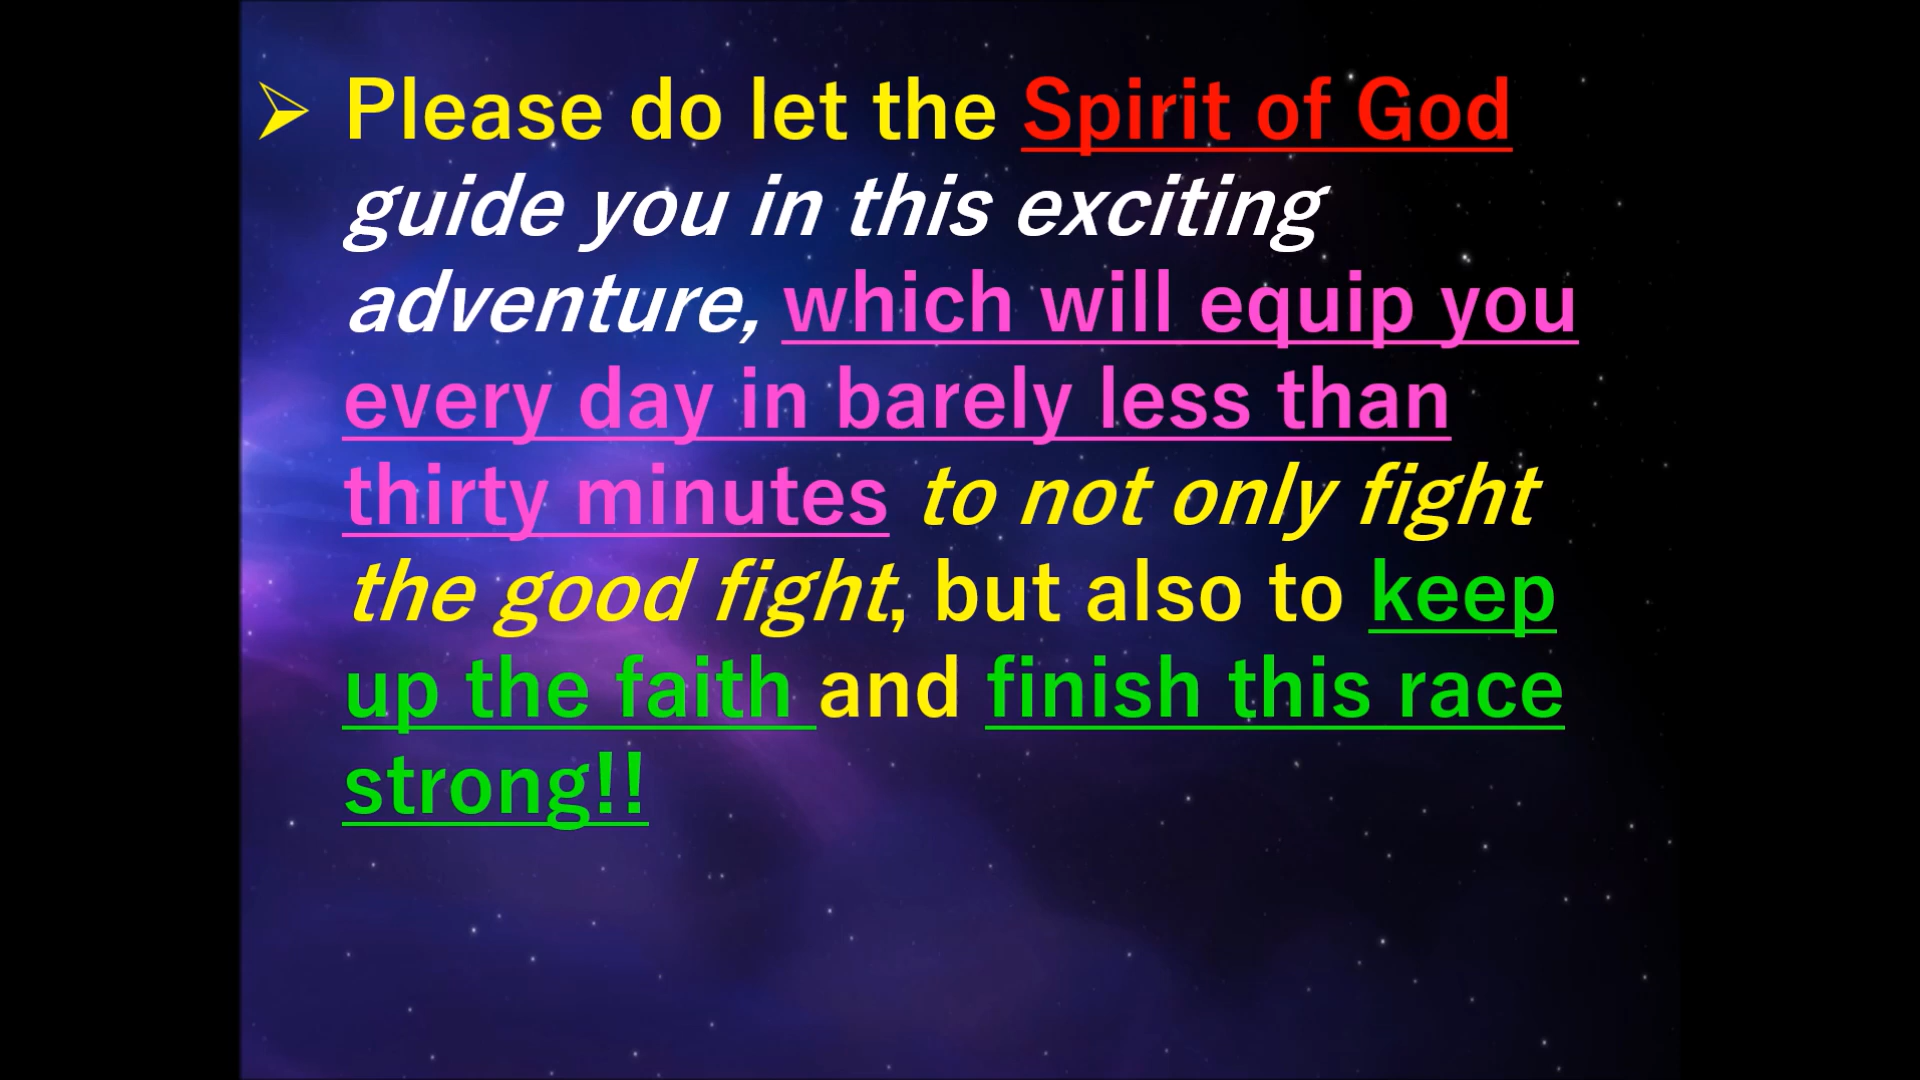 ➢ Please do let the Spirit of God
guide you in this exciting
adventure, which will equip you
every day in barely less than
thirty minutes to not only fight
the good fight, but also to keep
up the faith and finish this race
strong!!